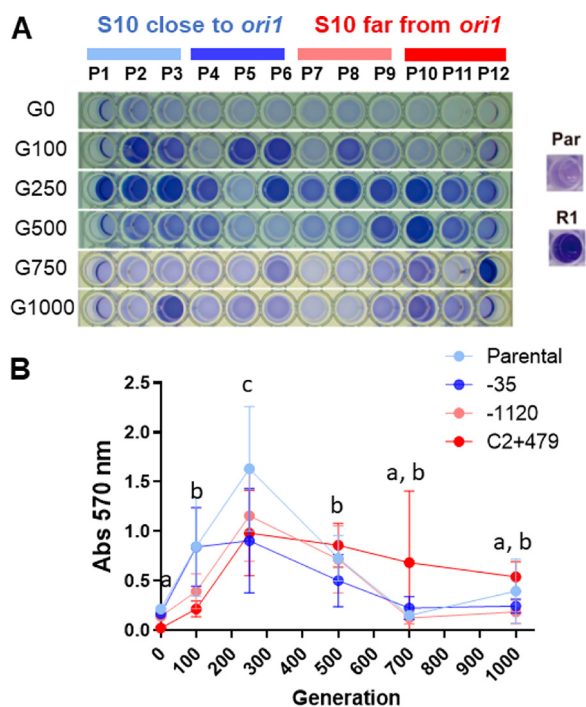 A
S10 close to ori1 S10 far from ori1
P1 P2 P3 P4 P5 P6 P7 P8 P9 P10 P11 P12
G0
G100
G250
G500
G750
G1000
Par
R1
B
Parental
-35
-1120
C2+479
Abs 570 nm
2.5
2.0
1.5
1.0
0.5
0.0
a
b
c
b
a, b
a, b
0 100 200 300 400 500 600 700 800 900 1000
Generation